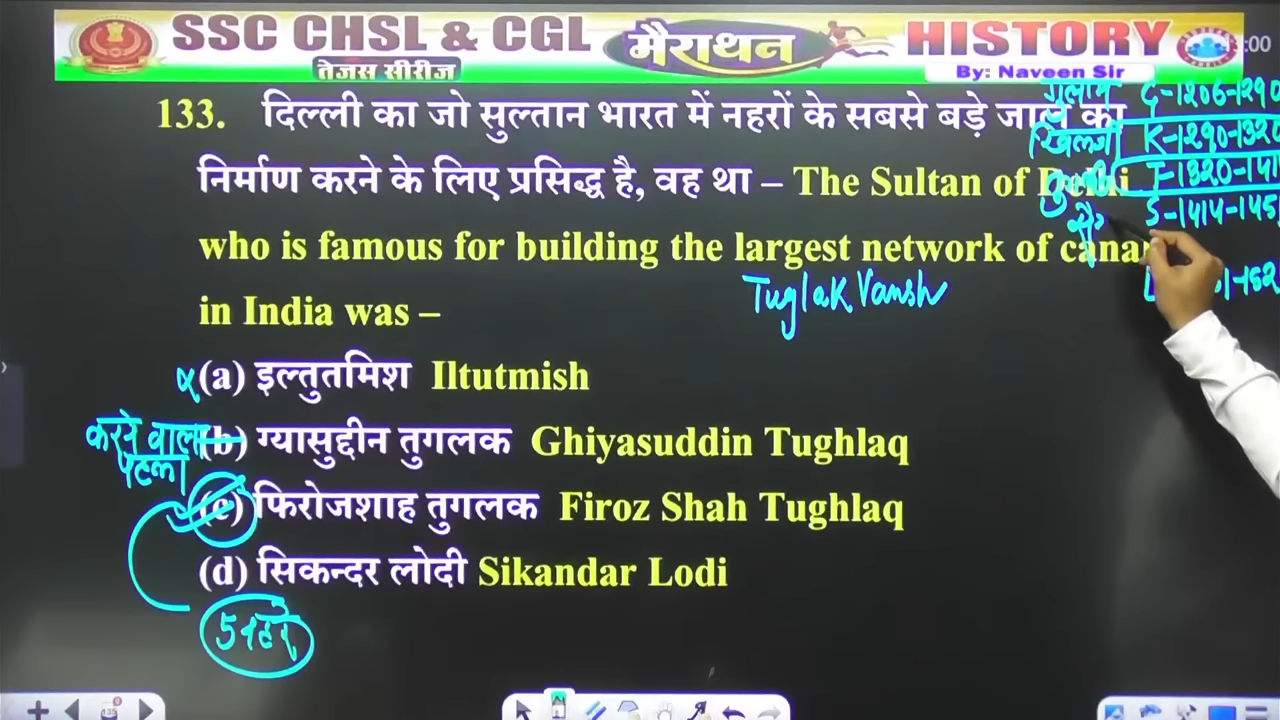 SSC CHSL & CGL मैराथन HISTORY
तेजस सीरीज By: Naveen Sir
:00
133. दिल्ली का जो सुल्तान भारत में नहरों के सबसे बड़े जाल का
निर्माण करने के लिए प्रसिद्ध है, वह था – The Sultan of Delhi
who is famous for building the largest network of
in India was –
Tuglak Vansh
गुलाम G-1206-1290
खिलजी K-1290-1320
T-1320-141
सै S-1414-145
(a) इल्तुतमिश Iltutmish
करने वाला
पहला
(b) ग्यासुद्दीन तुगलक Ghiyasuddin Tughlaq
(c) फिरोजशाह तुगलक Firoz Shah Tughlaq
(d) सिकन्दर लोदी Sikandar Lodi
5 नहरे